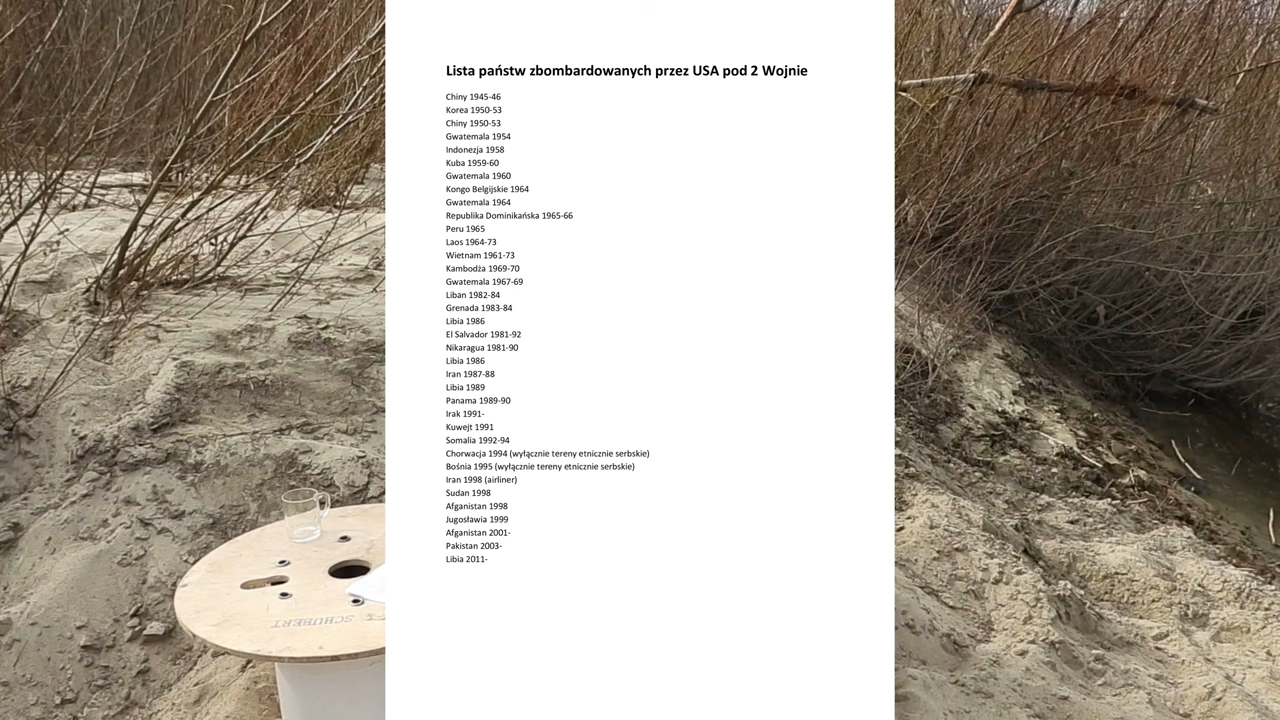 Lista państw zbombardowanych przez USA pod 2 Wojnie
Chiny 1945-46
Korea 1950-53
Chiny 1950-53
Gwatemala 1954
Indonezja 1958
Kuba 1959-60
Gwatemala 1960
Kongo Belgijskie 1964
Gwatemala 1964
Republika Dominikańska 1965-66
Peru 1965
Laos 1964-73
Wietnam 1961-73
Kambodża 1969-70
Gwatemala 1967-69
Liban 1982-84
Grenada 1983-84
Libia 1986
El Salvador 1981-92
Nikaragua 1981-90
Libia 1986
Iran 1987-88
Libia 1989
Panama 1989-90
Irak 1991-
Kuwejt 1991
Somalia 1992-94
Chorwacja 1994 (wyłącznie tereny etnicznie serbskie)
Bośnia 1995 (wyłącznie tereny etnicznie serbskie)
Iran 1998 (airliner)
Sudan 1998
Afganistan 1998
Jugosławia 1999
Afganistan 2001-
Pakistan 2003-
Libia 2011-
SCHUBERT